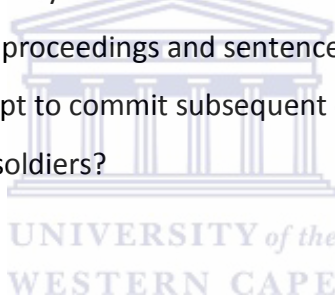 proceedings and sentence
pt to commit subsequent
soldiers?
UNIVERSITY of the
WESTERN CAPE